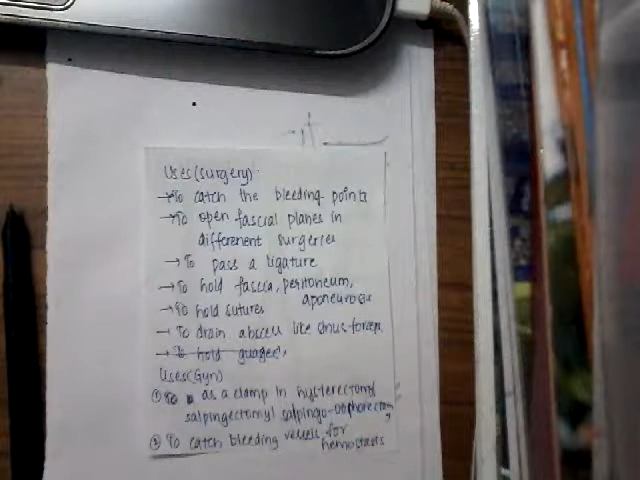 Uses(surgery)
→To catch the bleeding points
→To open fascial planes in
differenent surgeries
→To pass a ligature
→To hold fascia, peritoneum,
aponeurosis
→To hold sutures
→To drain abscess like sinus forceps
→To hold guages,
Uses(Gyn)
① To as a clamp in hysterectomy
salpingectomy/ salpingo-oophorectomy
② To catch bleeding vessels for
hemostasis